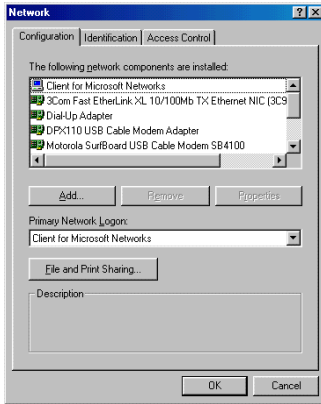 Network
Configuration Identification Access Control
The following network components are installed:
Client for Microsoft Networks
3Com Fast EtherLink XL 10/100Mb TX Ethernet NIC (3C9
Dial-Up Adapter
DPX110 USB Cable Modem Adapter
Motorola SurfBoard USB Cable Modem SB4100
Add... Remove Properties
Primary Network Logon:
Client for Microsoft Networks
File and Print Sharing...
Description
OK Cancel